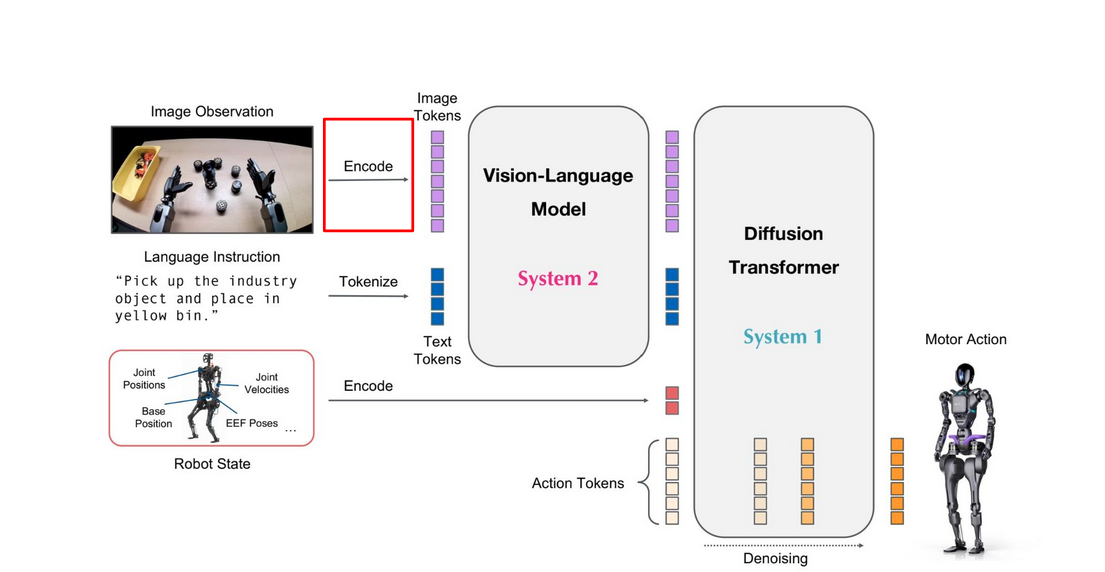 Image Observation
Encode
Image
Tokens
Vision-Language
Model
System 2
Language Instruction
“Pick up the industry
object and place in
yellow bin.”
Tokenize
Text
Tokens
Diffusion
Transformer
System 1
Joint
Positions
Joint
Velocities
Base
Position
EEF Poses ...
Robot State
Encode
Action Tokens
Denoising
Motor Action